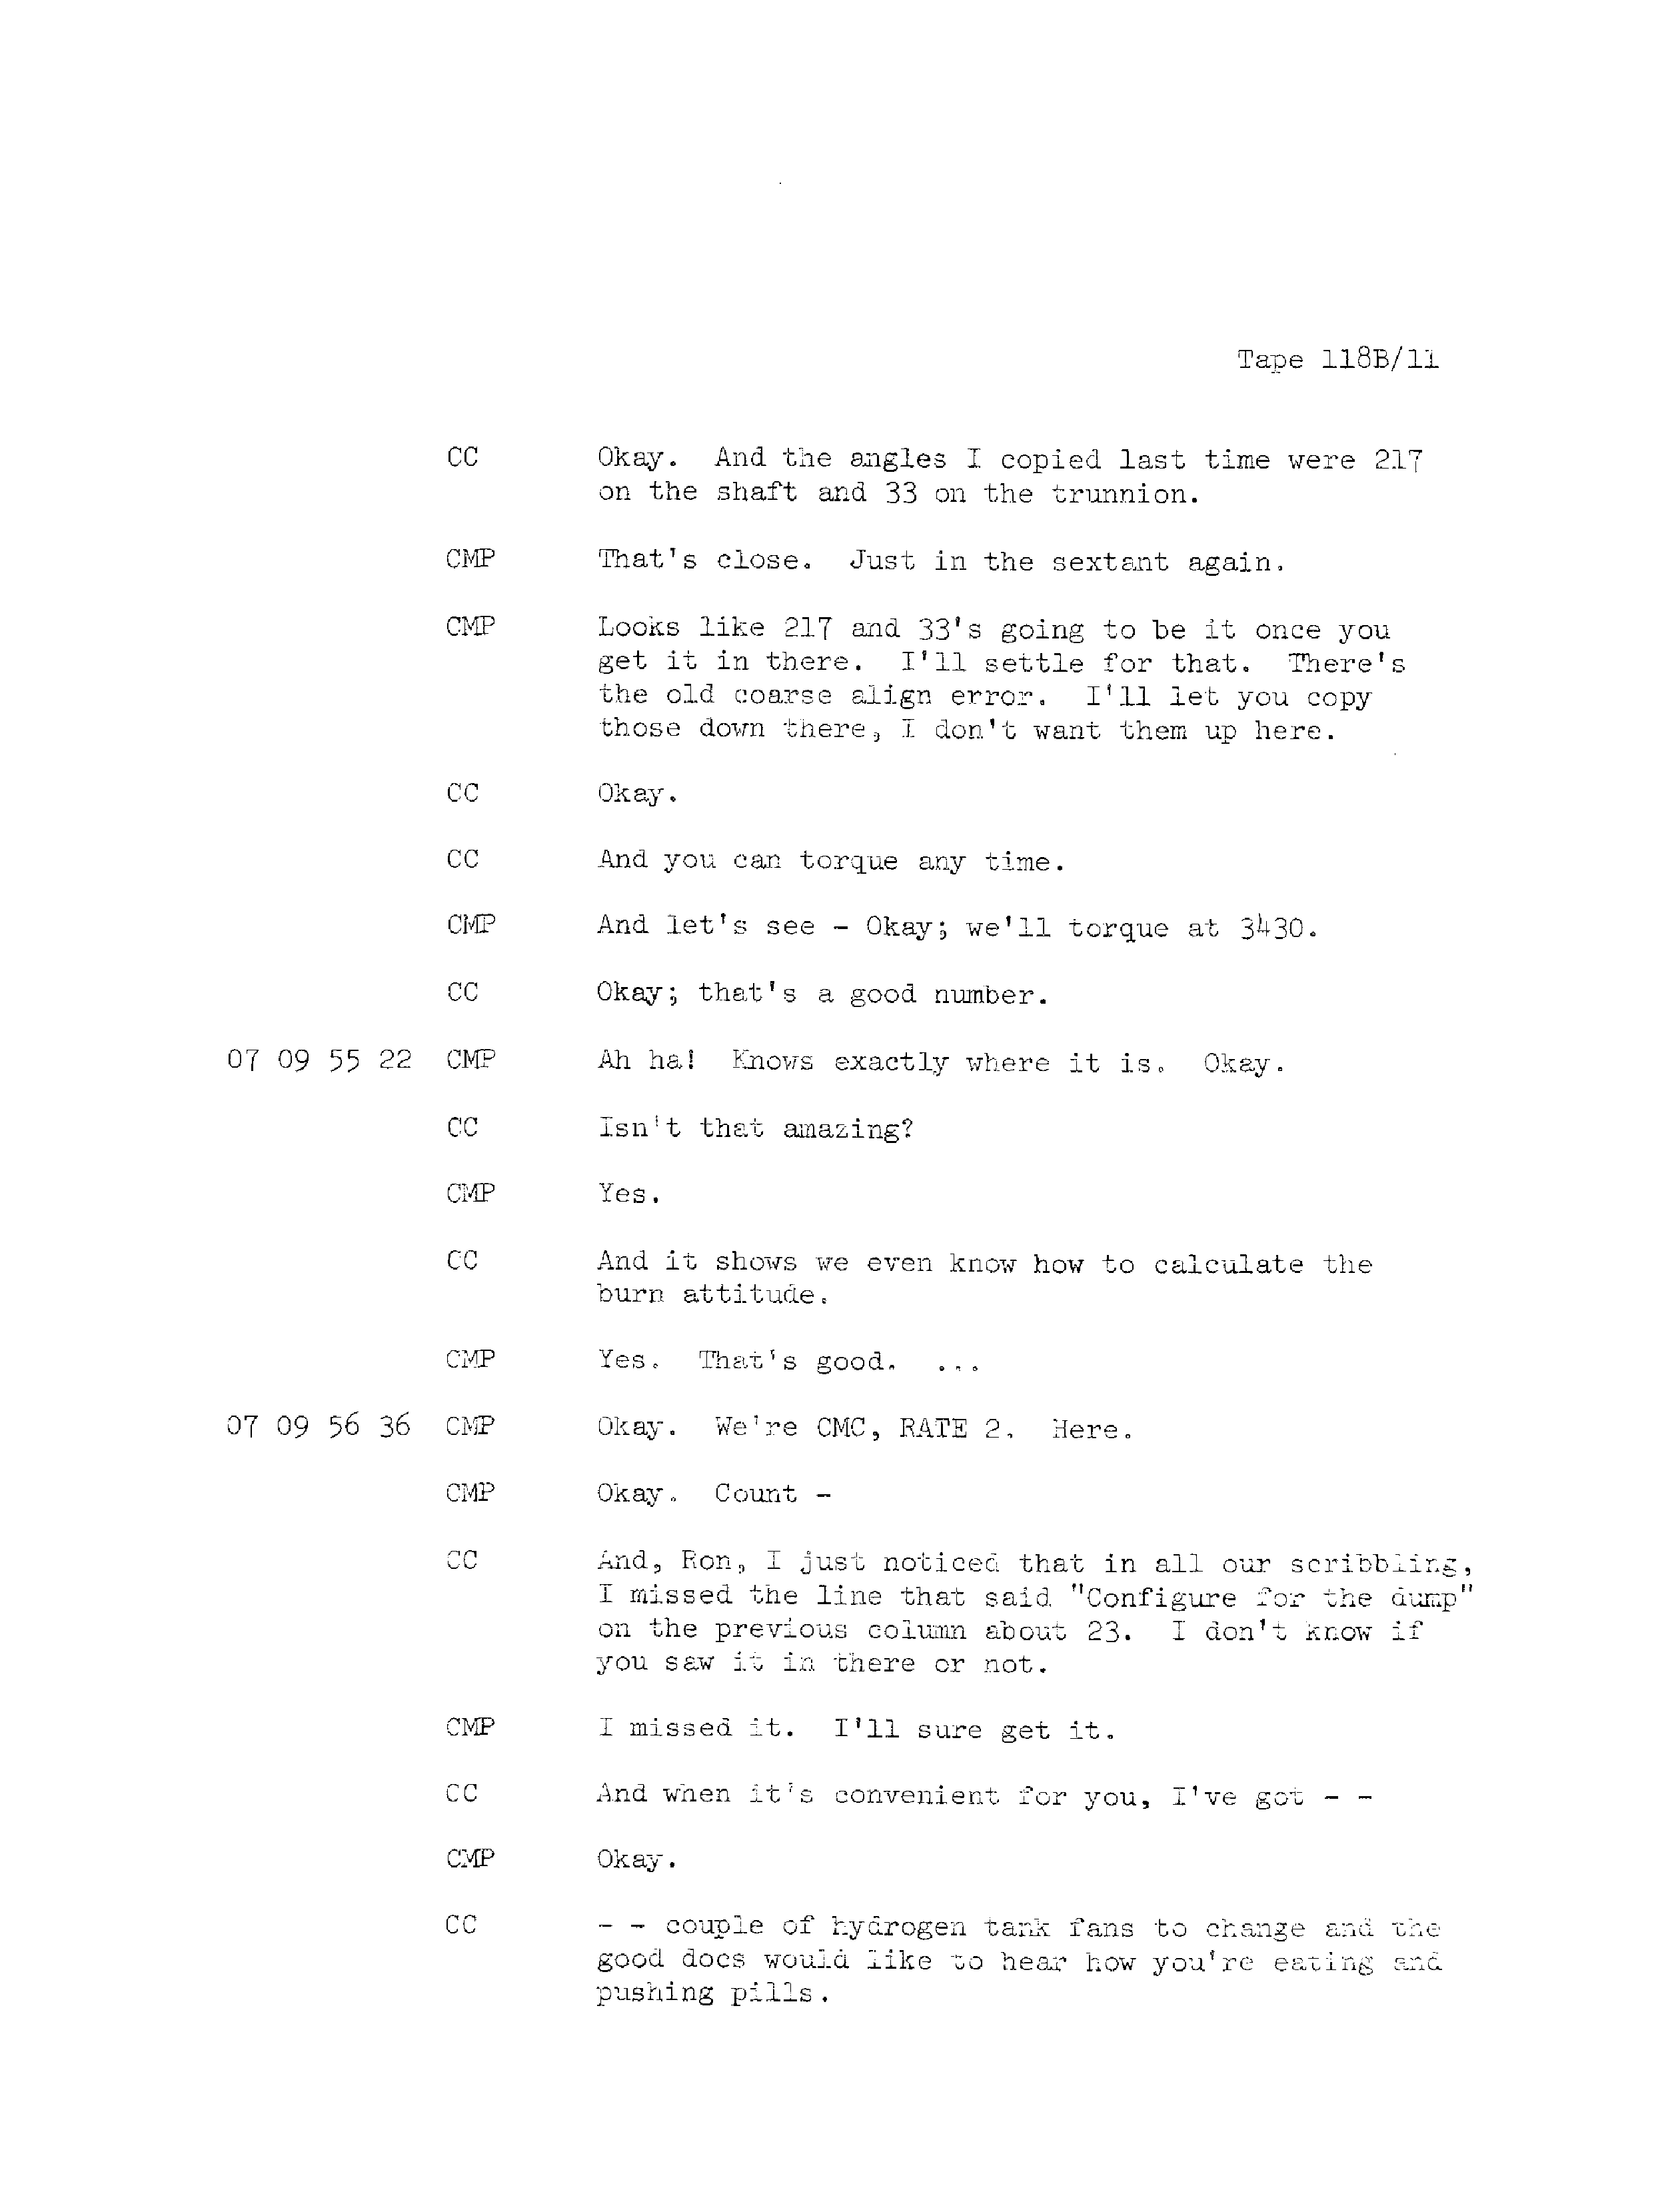 Tape 118B/11
CC Okay. And the angles I copied last time were 217
on the shaft and 33 on the trunnion.
CMP That's close. Just in the sextant again.
CMP Looks like 217 and 33's going to be it once you
get it in there. I'll settle for that. There's
the old coarse align error. I'll let you copy
those down there, I don't want them up here.
CC Okay.
CC And you can torque any time.
CMP And let's see - Okay; we'll torque at 3430.
CC Okay; that's a good number.
07 09 55 22 CMP Ah ha! Knows exactly where it is. Okay.
CC Isn't that amazing?
CMP Yes.
CC And it shows we even know how to calculate the
burn attitude.
CMP Yes. That's good. ...
07 09 56 36 CMP Okay. We're CMC, RATE 2. Here.
CMP Okay. Count -
CC And, Ron, I just noticed that in all our scribbling,
I missed the line that said "Configure for the dump"
on the previous column about 23. I don't know if
you saw it in there or not.
CMP I missed it. I'll sure get it.
CC And when it's convenient for you, I've got - -
CMP Okay.
CC - - couple of hydrogen tank fans to change and the
good docs would like to hear how you're eating and
pushing pills.